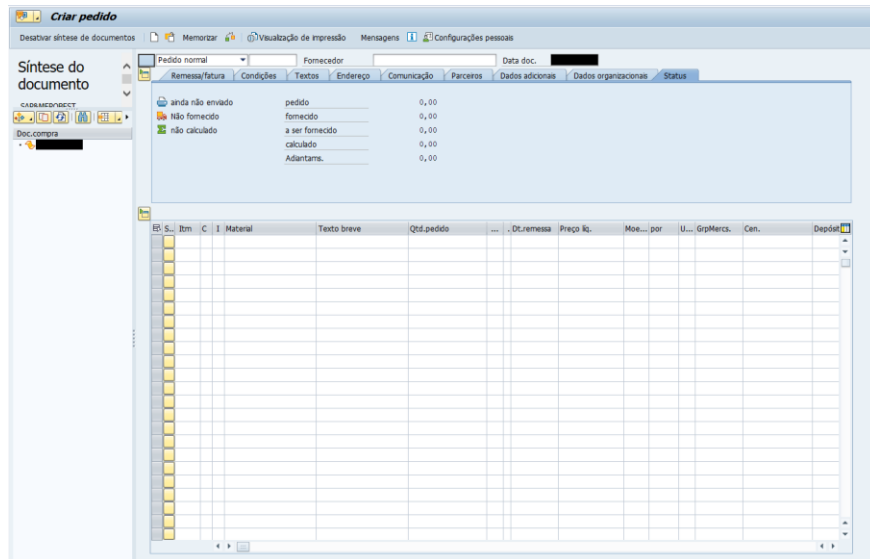 Criar pedido
Desativar síntese de documentos Memorizar Visualização de impressão Mensagens Configurações pessoais
Síntese do documento
Pedido normal Fornecedor Data doc.
Remessa/fatura Condições Textos Endereço Comunicação Parceiros Dados adicionais Dados organizacionais Status
ainda não enviado pedido 0,00
Não fornecido fornecido 0,00
não calculado a ser fornecido 0,00
calculado 0,00
Adiantams. 0,00
Doc.compra
S.. Itm C I Material Texto breve Qtd.pedido ... . Dt.remessa Preço líq. Moe... por U... GrpMercs. Cen. Depósit